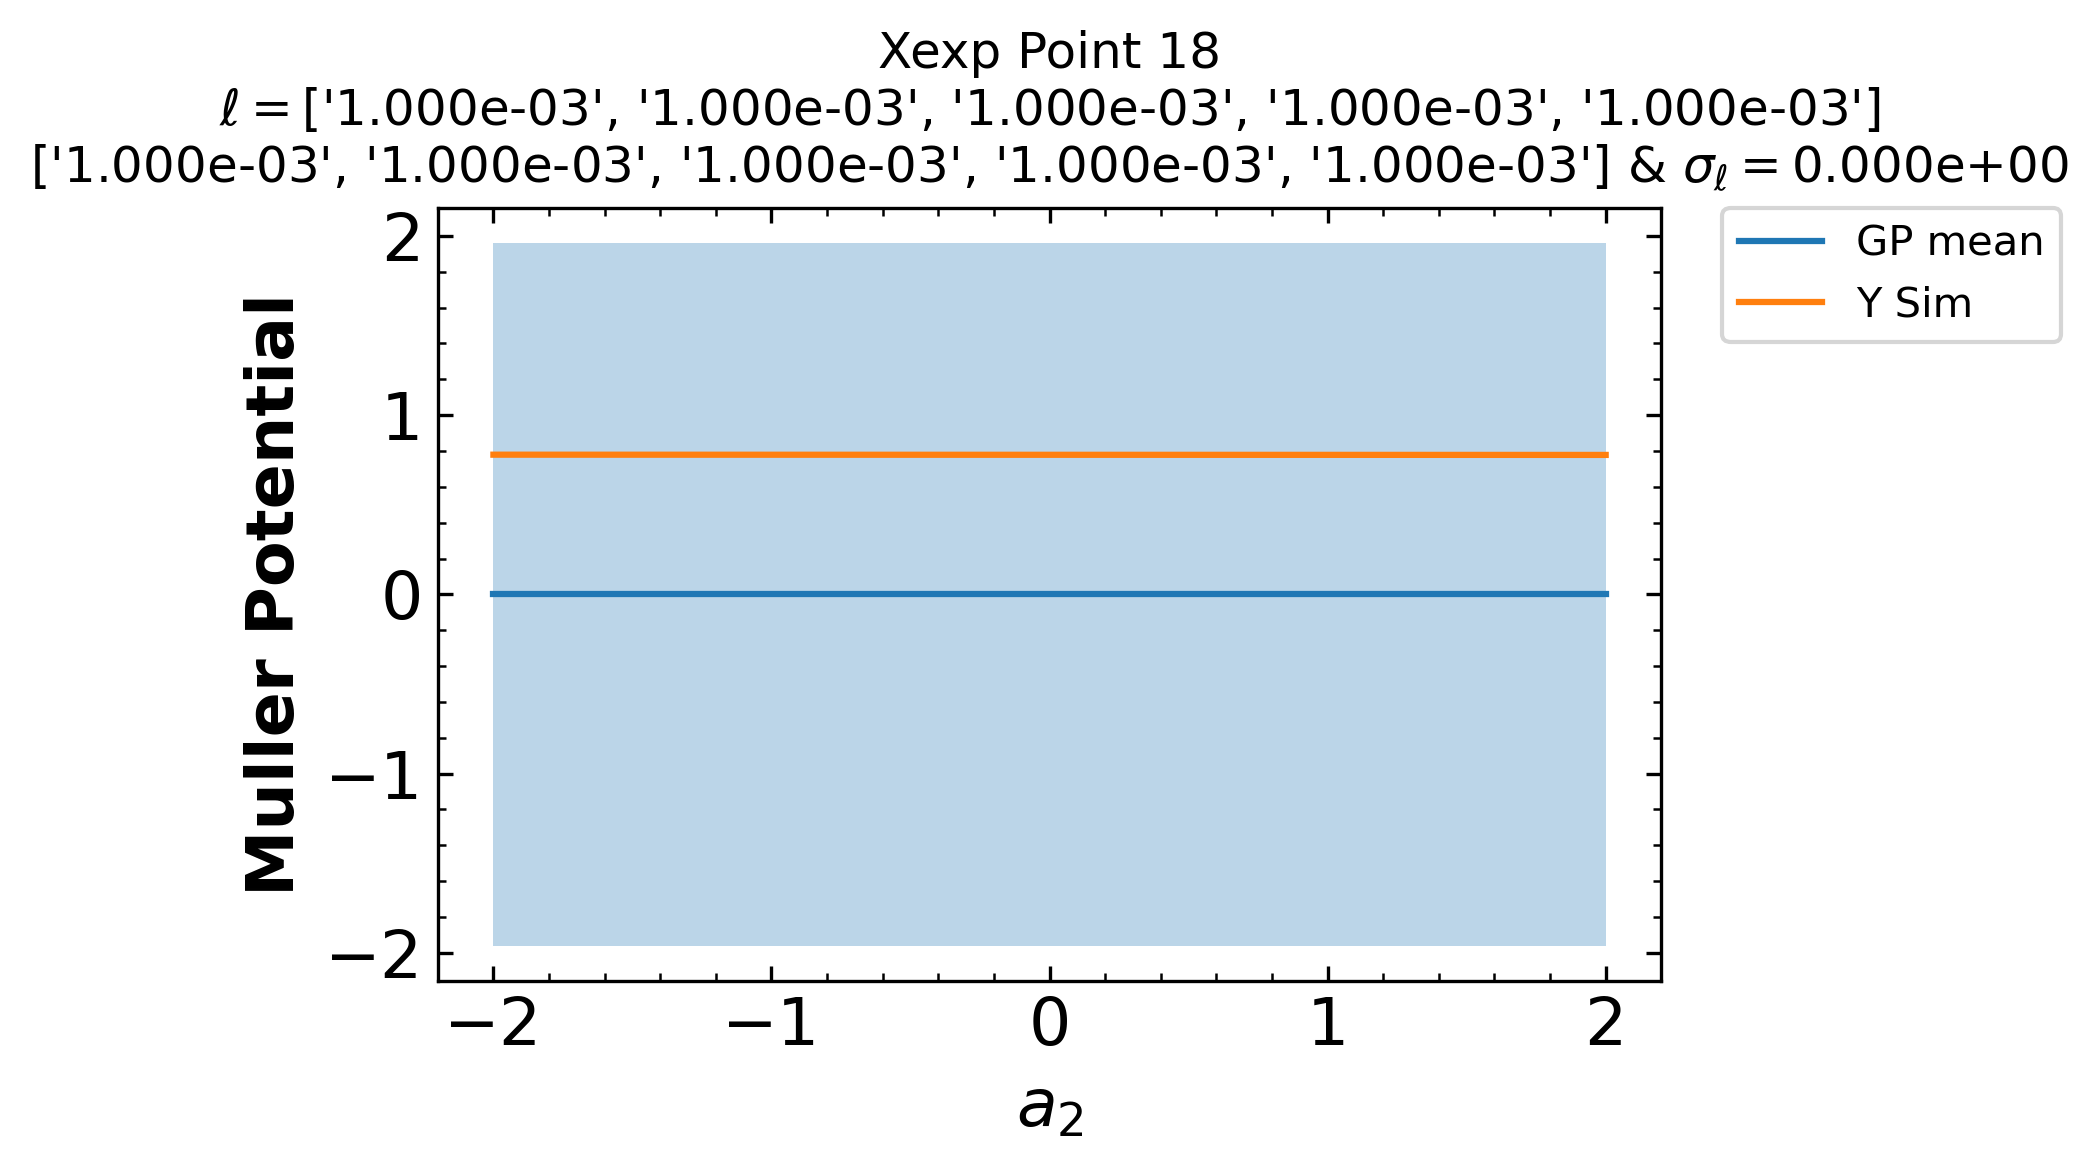 Xexp Point 18
ℓ = ['1.000e-03', '1.000e-03', '1.000e-03', '1.000e-03', '1.000e-03']
['1.000e-03', '1.000e-03', '1.000e-03', '1.000e-03', '1.000e-03'] & σℓ = 0.000e+00
GP mean
Y Sim
Muller Potential
2
1
0
−1
−2
−2 −1 0 1 2
a₂